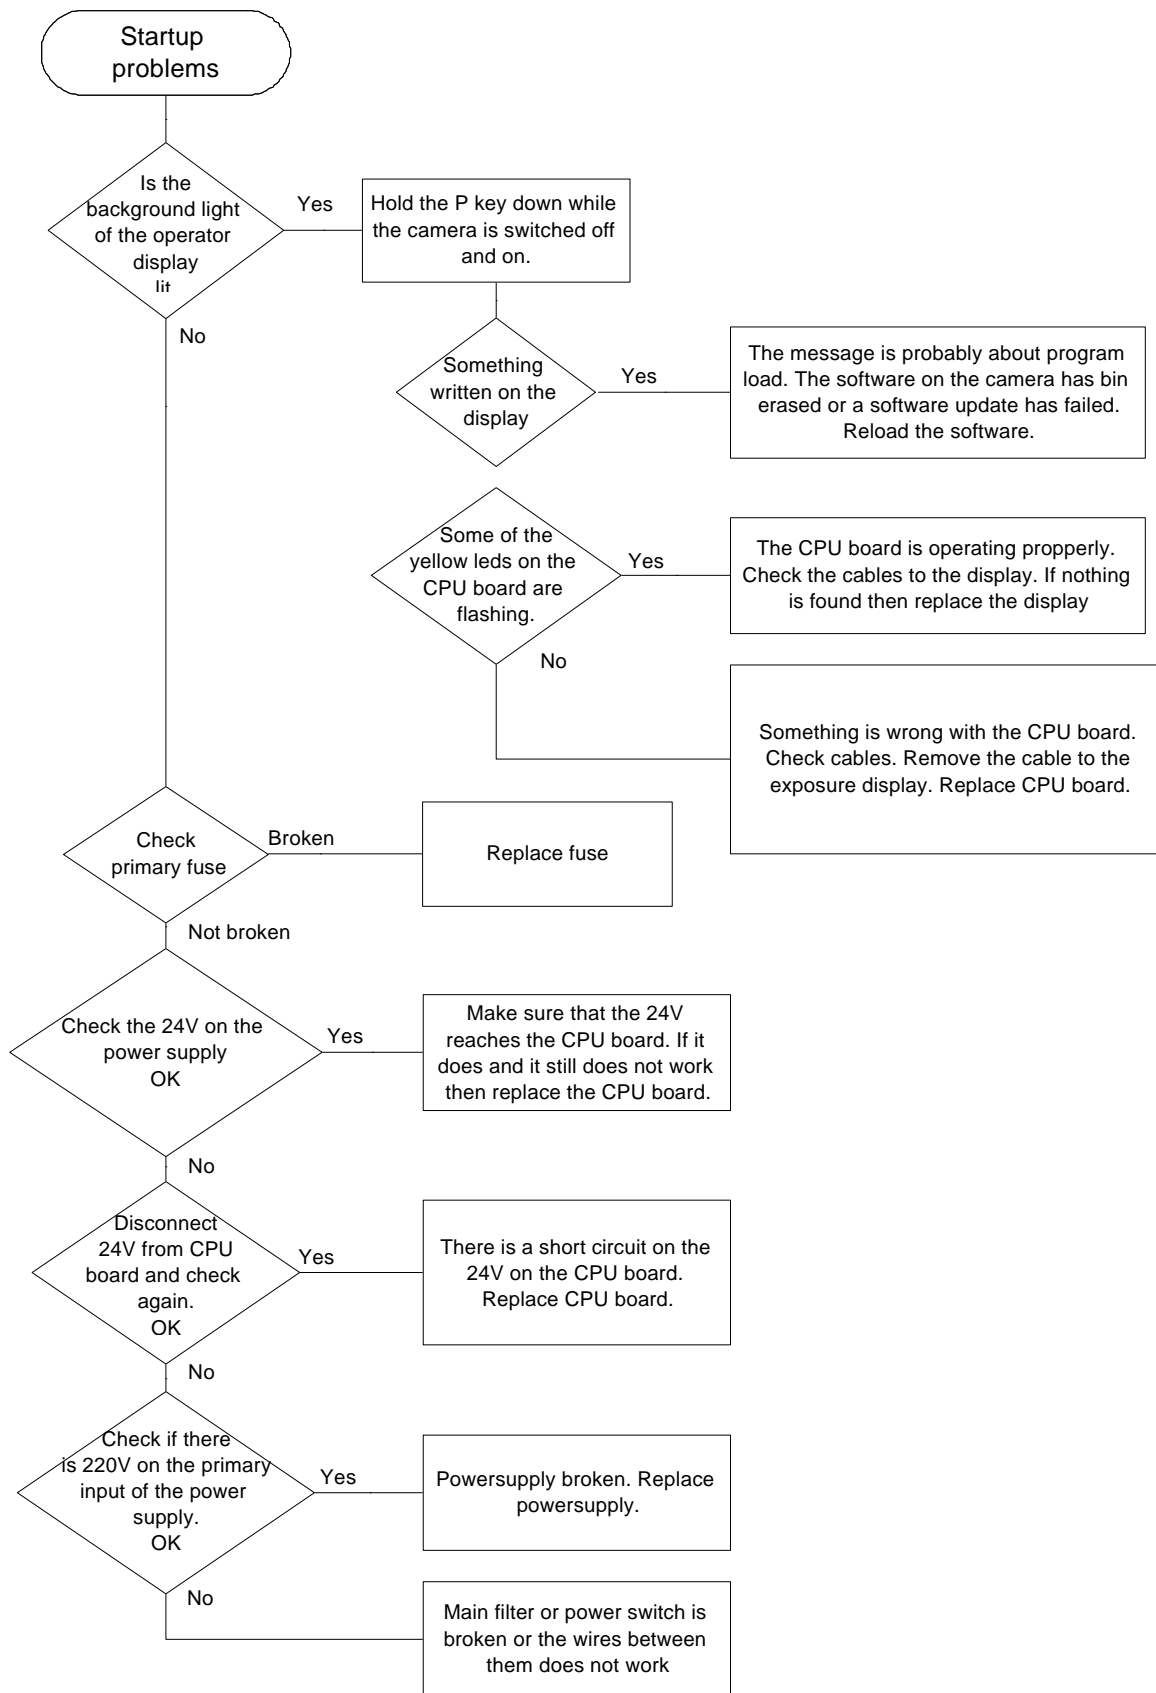 Startup
problems
Is the
background light
of the operator
display
lit
Yes
Hold the P key down while
the camera is switched off
and on.
No
Something
written on the
display
Yes
The message is probably about program
load. The software on the camera has bin
erased or a software update has failed.
Reload the software.
Some of the
yellow leds on the
CPU board are
flashing.
Yes
The CPU board is operating propperly.
Check the cables to the display. If nothing
is found then replace the display
No
Something is wrong with the CPU board.
Check cables. Remove the cable to the
exposure display. Replace CPU board.
Check
primary fuse
Broken
Replace fuse
Not broken
Check the 24V on the
power supply
OK
Yes
Make sure that the 24V
reaches the CPU board. If it
does and it still does not work
then replace the CPU board.
No
Disconnect
24V from CPU
board and check
again.
OK
Yes
There is a short circuit on the
24V on the CPU board.
Replace CPU board.
No
Check if there
is 220V on the primary
input of the power
supply.
OK
Yes
Powersupply broken. Replace
powersupply.
No
Main filter or power switch is
broken or the wires between
them does not work